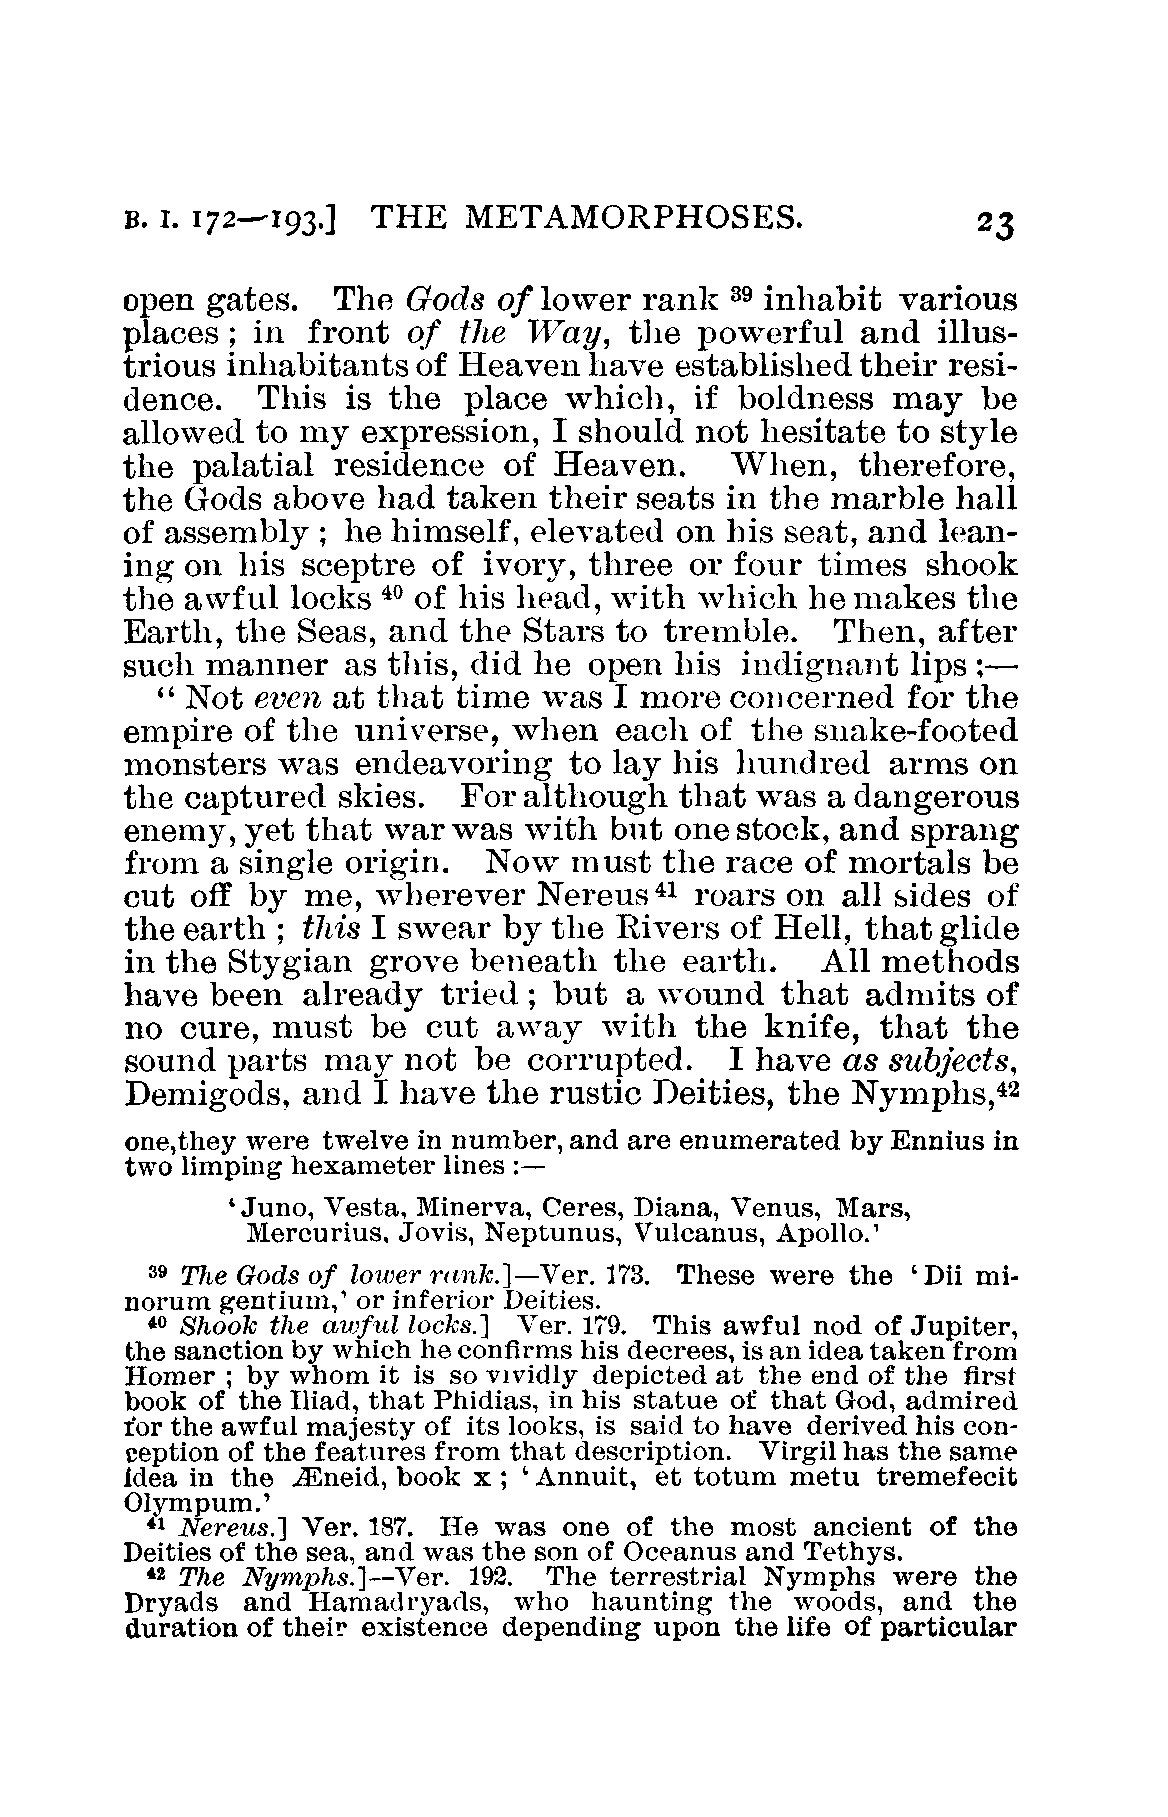 B. I. 172—193.] THE METAMORPHOSES. 23
open gates. The Gods of lower rank 39 inhabit various
places ; in front of the Way, the powerful and illus-
trious inhabitants of Heaven have established their resi-
dence. This is the place which, if boldness may be
allowed to my expression, I should not hesitate to style
the palatial residence of Heaven. When, therefore,
the Gods above had taken their seats in the marble hall
of assembly ; he himself, elevated on his seat, and lean-
ing on his sceptre of ivory, three or four times shook
the awful locks 40 of his head, with which he makes the
Earth, the Seas, and the Stars to tremble. Then, after
such manner as this, did he open his indignant lips ;—
“ Not even at that time was I more concerned for the
empire of the universe, when each of the snake-footed
monsters was endeavoring to lay his hundred arms on
the captured skies. For although that was a dangerous
enemy, yet that war was with but one stock, and sprang
from a single origin. Now must the race of mortals be
cut off by me, wherever Nereus 41 roars on all sides of
the earth ; this I swear by the Rivers of Hell, that glide
in the Stygian grove beneath the earth. All methods
have been already tried ; but a wound that admits of
no cure, must be cut away with the knife, that the
sound parts may not be corrupted. I have as subjects,
Demigods, and I have the rustic Deities, the Nymphs,42
one,they were twelve in number, and are enumerated by Ennius in
two limping hexameter lines :—
‘Juno, Vesta, Minerva, Ceres, Diana, Venus, Mars,
Mercurius, Jovis, Neptunus, Vulcanus, Apollo.’
39 The Gods of lower rank.]—Ver. 173. These were the ‘Dii mi-
norum gentium,’ or inferior Deities.
40 Shook the awful locks.] Ver. 179. This awful nod of Jupiter,
the sanction by which he confirms his decrees, is an idea taken from
Homer ; by whom it is so vividly depicted at the end of the first
book of the Iliad, that Phidias, in his statue of that God, admired
for the awful majesty of its looks, is said to have derived his con-
ception of the features from that description. Virgil has the same
idea in the Æneid, book x ; ‘Annuit, et totum metu tremefecit
Olympum.’
41 Nereus.] Ver. 187. He was one of the most ancient of the
Deities of the sea, and was the son of Oceanus and Tethys.
42 The Nymphs.]—Ver. 192. The terrestrial Nymphs were the
Dryads and Hamadryads, who haunting the woods, and the
duration of their existence depending upon the life of particular